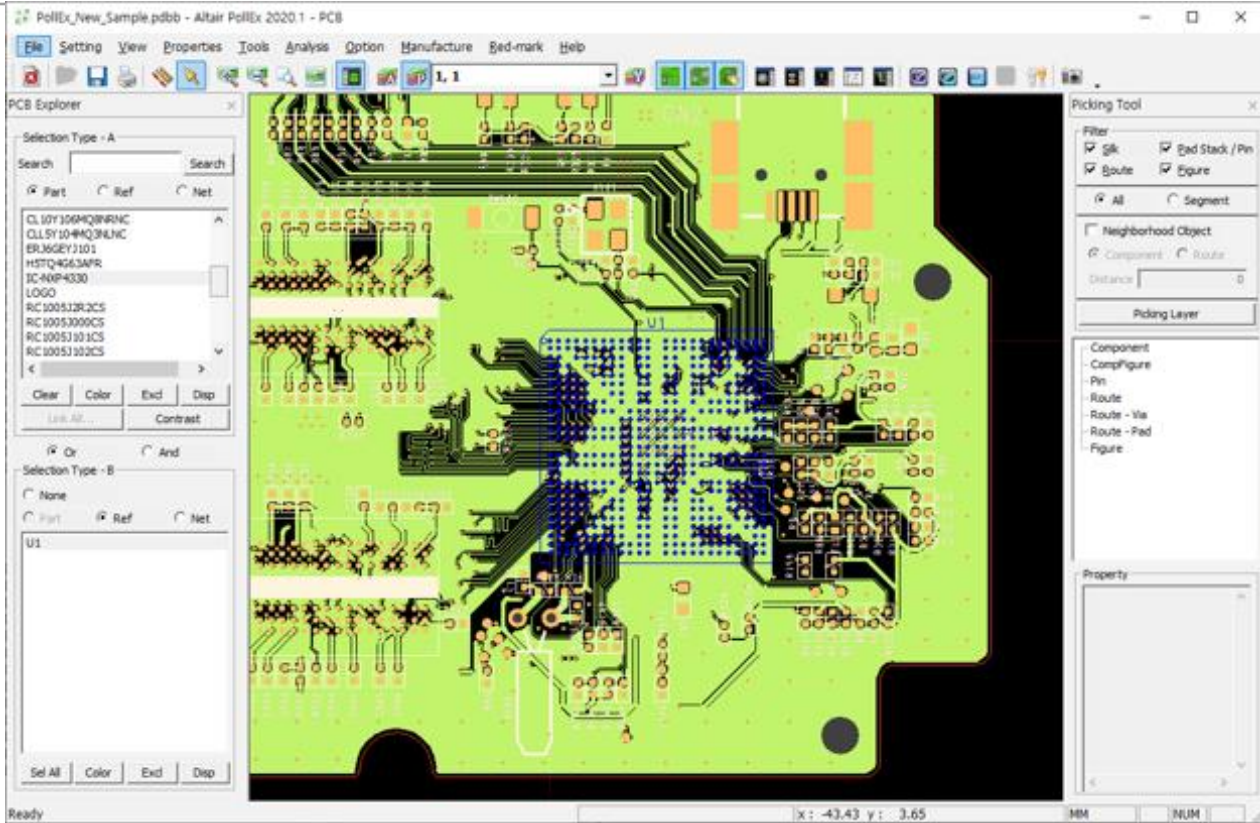 PollEx_New_Sample.pdbb - Altair PollEx 2020.1 - PCB
File Setting View Properties Tools Analysis Option Manufacture Red-mark Help
1, 1
PCB Explorer
Selection Type - A
Search Search
Part Ref Net
CL10Y106MQ8NRNC
CLL5Y104MQ3NLNC
ERJ6GEYJ101
H5TQ4G63AFR
IC-NXP4330
LOGO
RC1005J2R2CS
RC1005J000CS
RC1005J101CS
RC1005J102CS
Clear Color Excl Disp
Link All... Contrast
Or And
Selection Type - B
None
Part Ref Net
U1
Sel All Color Excl Disp
U1
Picking Tool
Filter
Silk Pad Stack / Pin
Route Figure
All Segment
Neighborhood Object
Component Route
Distance 0
Picking Layer
Component
CompFigure
Pin
Route
Route - Via
Route - Pad
Figure
Property
Ready x : -43.43 y : 3.65 MM NUM